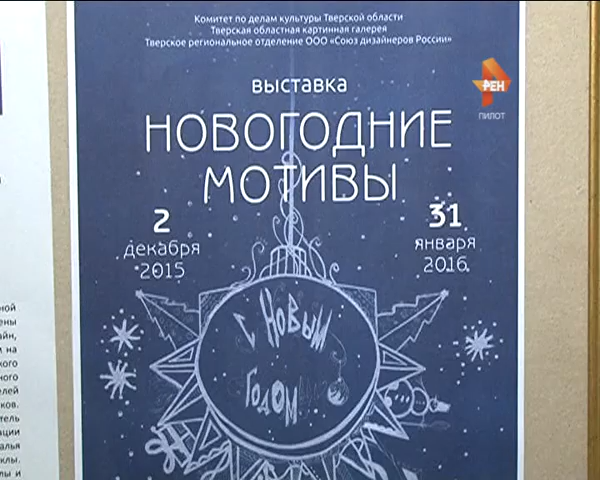 Комитет по делам культуры Тверской области
Тверская областная картинная галерея
Тверское региональное отделение ООО «Союз дизайнеров России»
выставка
РЕН
ПИЛОТ
НОВОГОДНИЕ
МОТИВЫ
2
декабря
2015
31
января
2016
С НОВЫМ
ГОДОМ